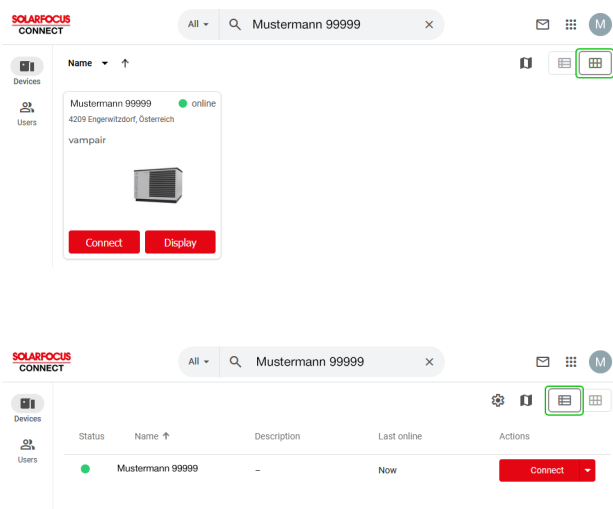 SOLARFOCUS
CONNECT
All
Mustermann 99999
M
Devices
Users
Name
Mustermann 99999
online
4209 Engerwitzdorf, Österreich
vampair
Connect
Display
SOLARFOCUS
CONNECT
All
Mustermann 99999
M
Devices
Users
Status
Name
Description
Last online
Actions
Mustermann 99999
–
Now
Connect